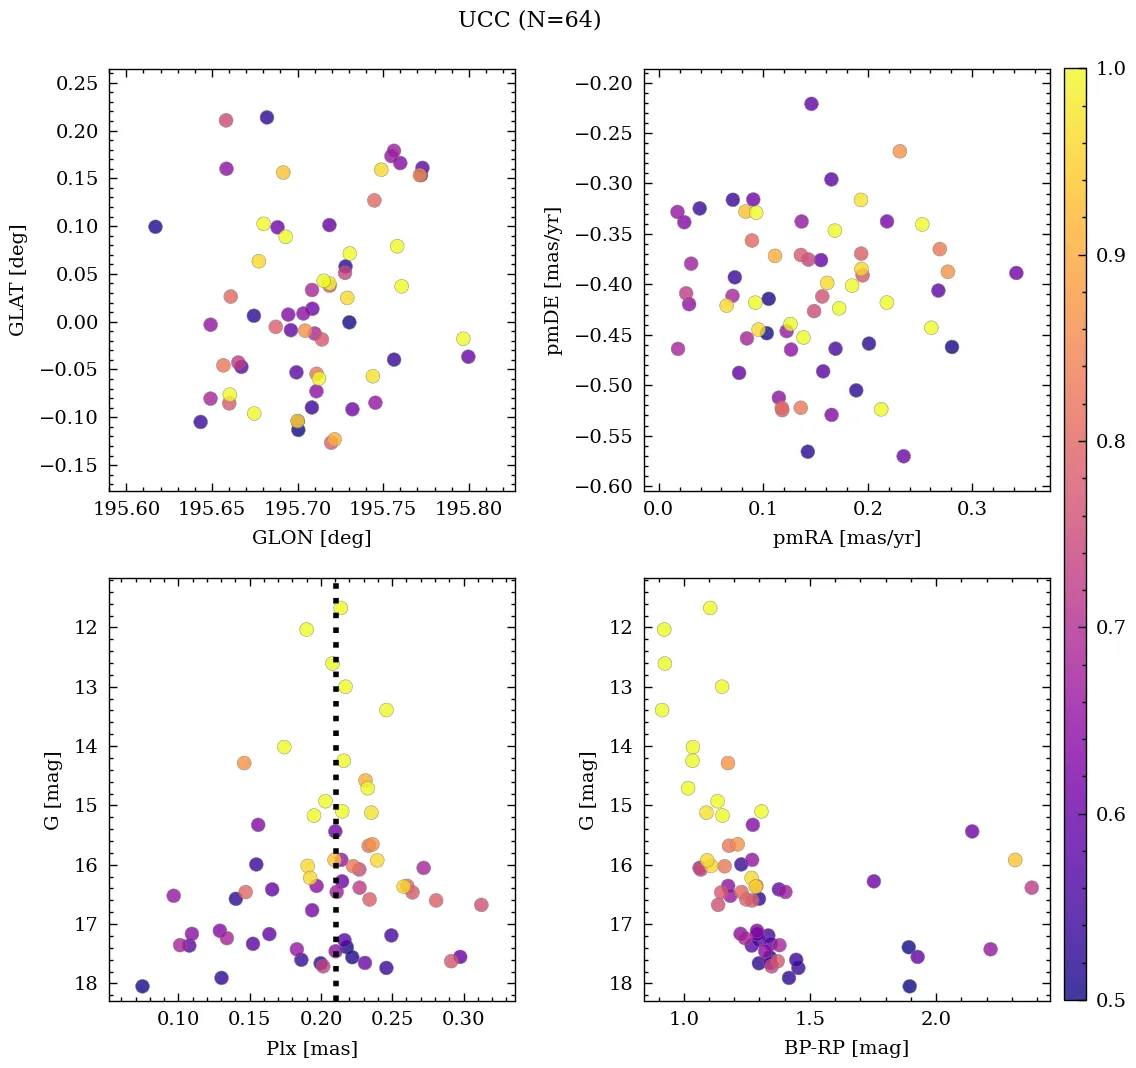 UCC (N=64)
0.25
0.20
0.15
0.10
0.05
0.00
−0.05
−0.10
−0.15
GLAT [deg]
195.60 195.65 195.70 195.75 195.80
GLON [deg]
−0.20
−0.25
−0.30
−0.35
−0.40
−0.45
−0.50
−0.55
−0.60
pmDE [mas/yr]
0.0 0.1 0.2 0.3
pmRA [mas/yr]
12
13
14
15
16
17
18
G [mag]
0.10 0.15 0.20 0.25 0.30
Plx [mas]
12
13
14
15
16
17
18
G [mag]
1.0 1.5 2.0
BP-RP [mag]
1.0
0.9
0.8
0.7
0.6
0.5